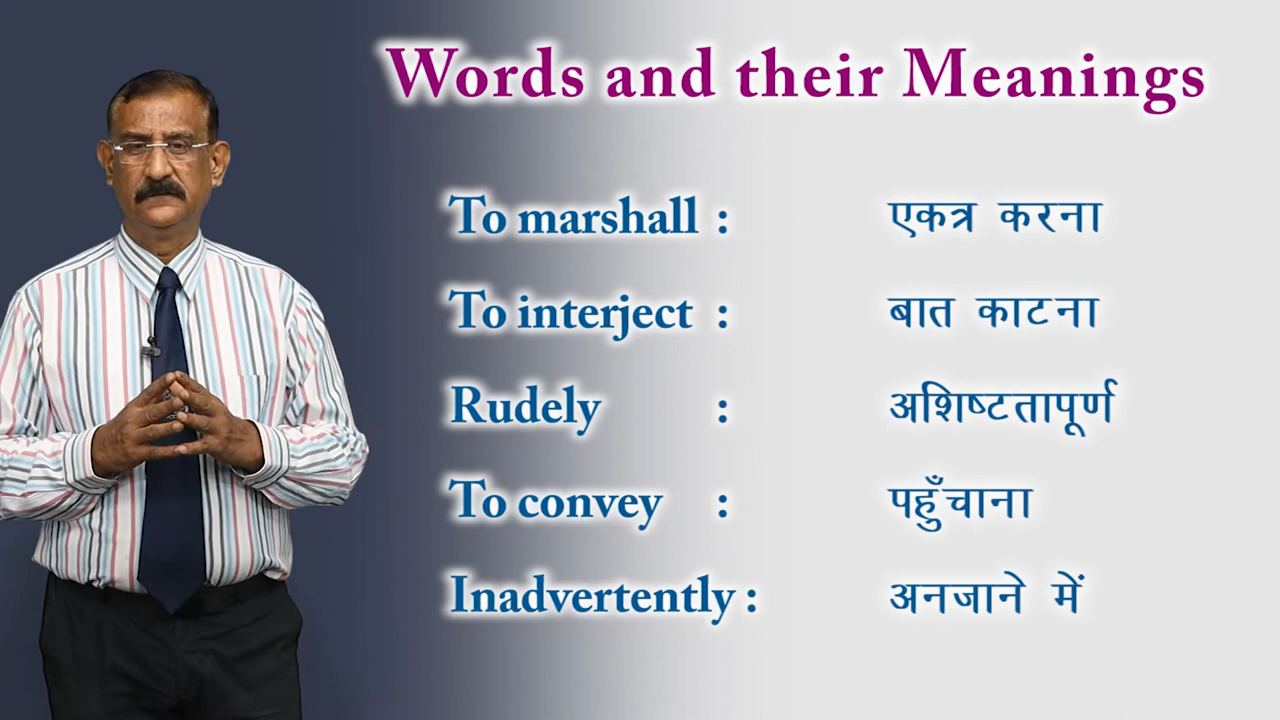 Words and their Meanings
To marshall : एकत्र करना
To interject : बात काटना
Rudely : अशिष्टतापूर्ण
To convey : पहुँचाना
Inadvertently : अनजाने में